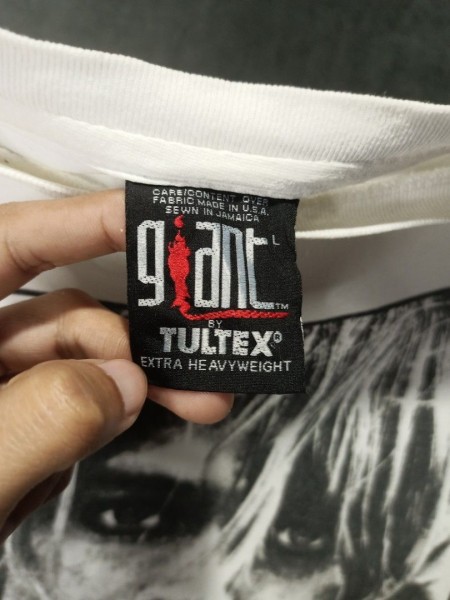 CARE/CONTENT OVER
FABRIC MADE IN U.S.A.
SEWN IN JAMAICA
giant L
TM
BY
TULTEX®
EXTRA HEAVYWEIGHT